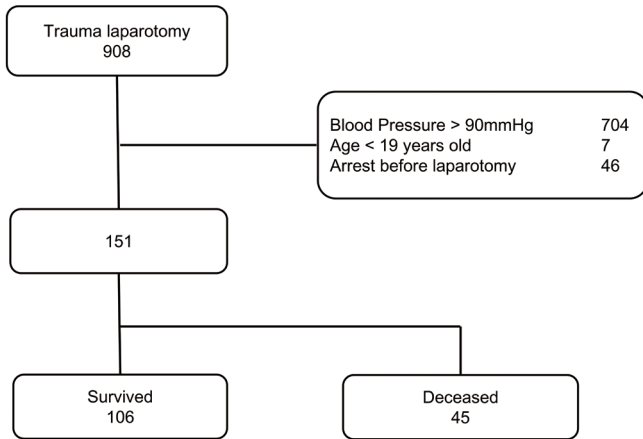 Trauma laparotomy
908
Blood Pressure > 90mmHg 704
Age < 19 years old 7
Arrest before laparotomy 46
151
Survived
106
Deceased
45